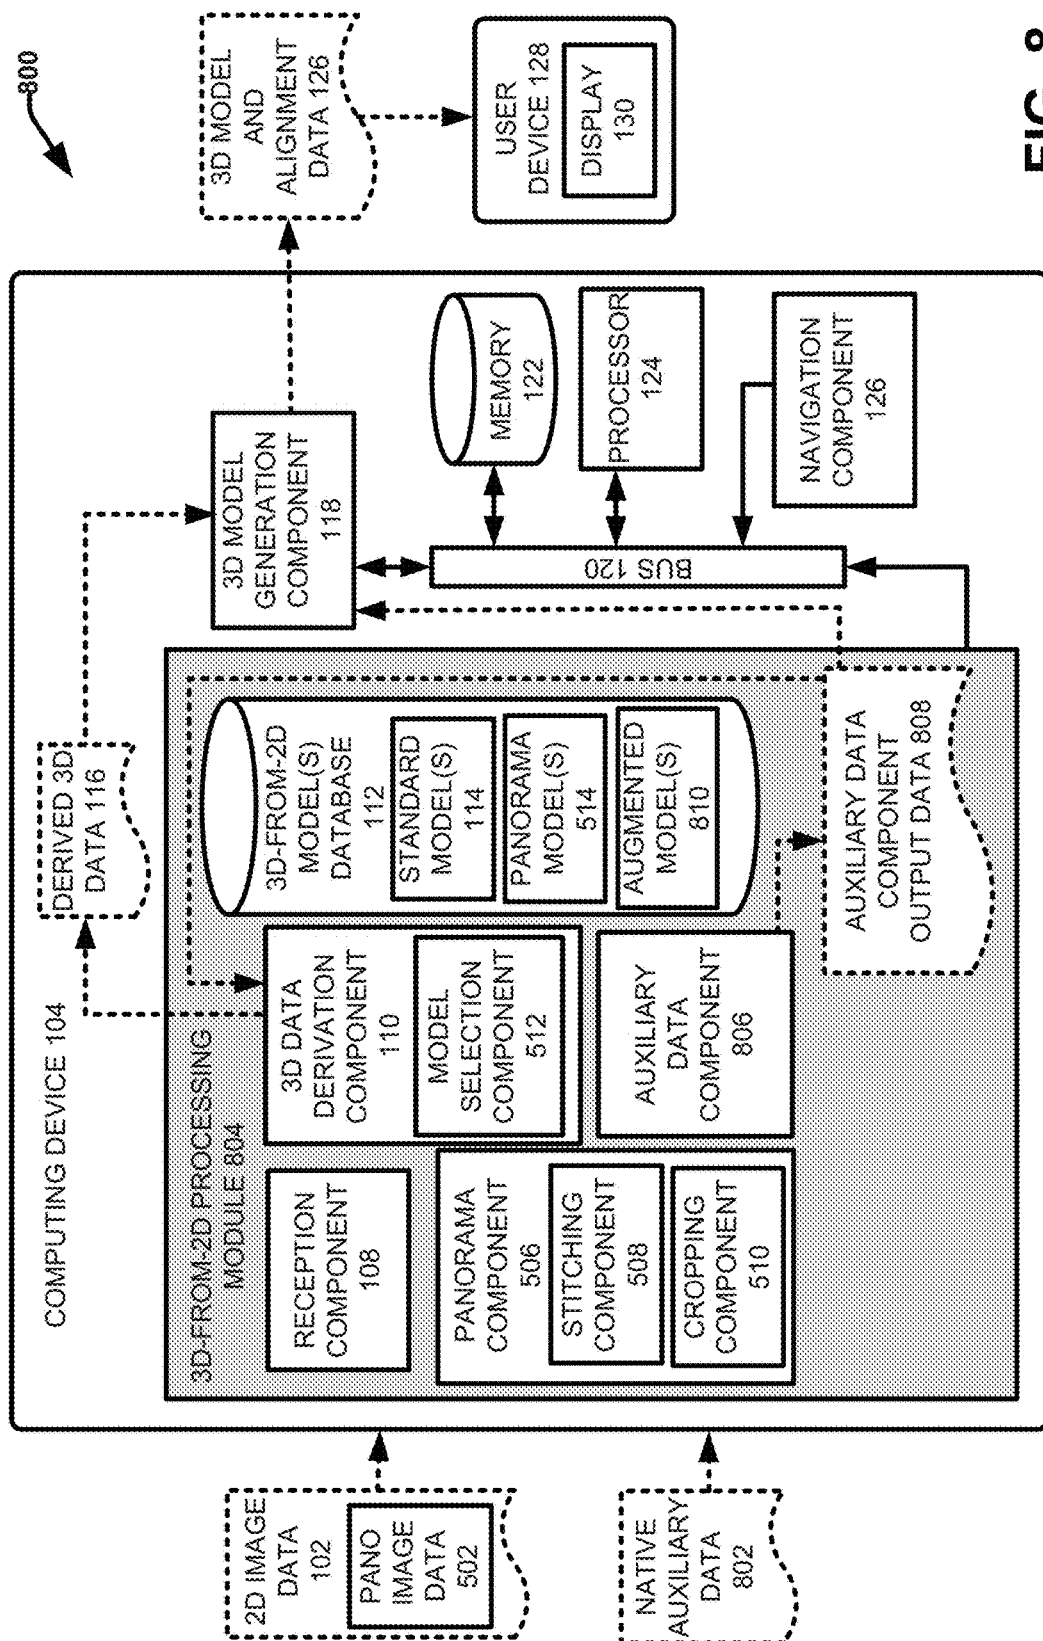 800
2D IMAGE
DATA
102
PANO
IMAGE
DATA
502
NATIVE
AUXILIARY
DATA
802
COMPUTING DEVICE 104
3D-FROM-2D PROCESSING
MODULE 804
RECEPTION
COMPONENT
108
PANORAMA
COMPONENT
506
STITCHING
COMPONENT
508
CROPPING
COMPONENT
510
3D DATA
DERIVATION
COMPONENT
110
MODEL
SELECTION
COMPONENT
512
AUXILIARY
DATA
COMPONENT
806
3D-FROM-2D
MODEL(S)
DATABASE
112
STANDARD
MODEL(S)
114
PANORAMA
MODEL(S)
514
AUGMENTED
MODEL(S)
810
AUXILIARY DATA
COMPONENT
OUTPUT DATA 808
DERIVED 3D
DATA 116
3D MODEL
GENERATION
COMPONENT
118
BUS 120
MEMORY
122
PROCESSOR
124
NAVIGATION
COMPONENT
126
3D MODEL
AND
ALIGNMENT
DATA 126
USER
DEVICE 128
DISPLAY
130
FIG. 8